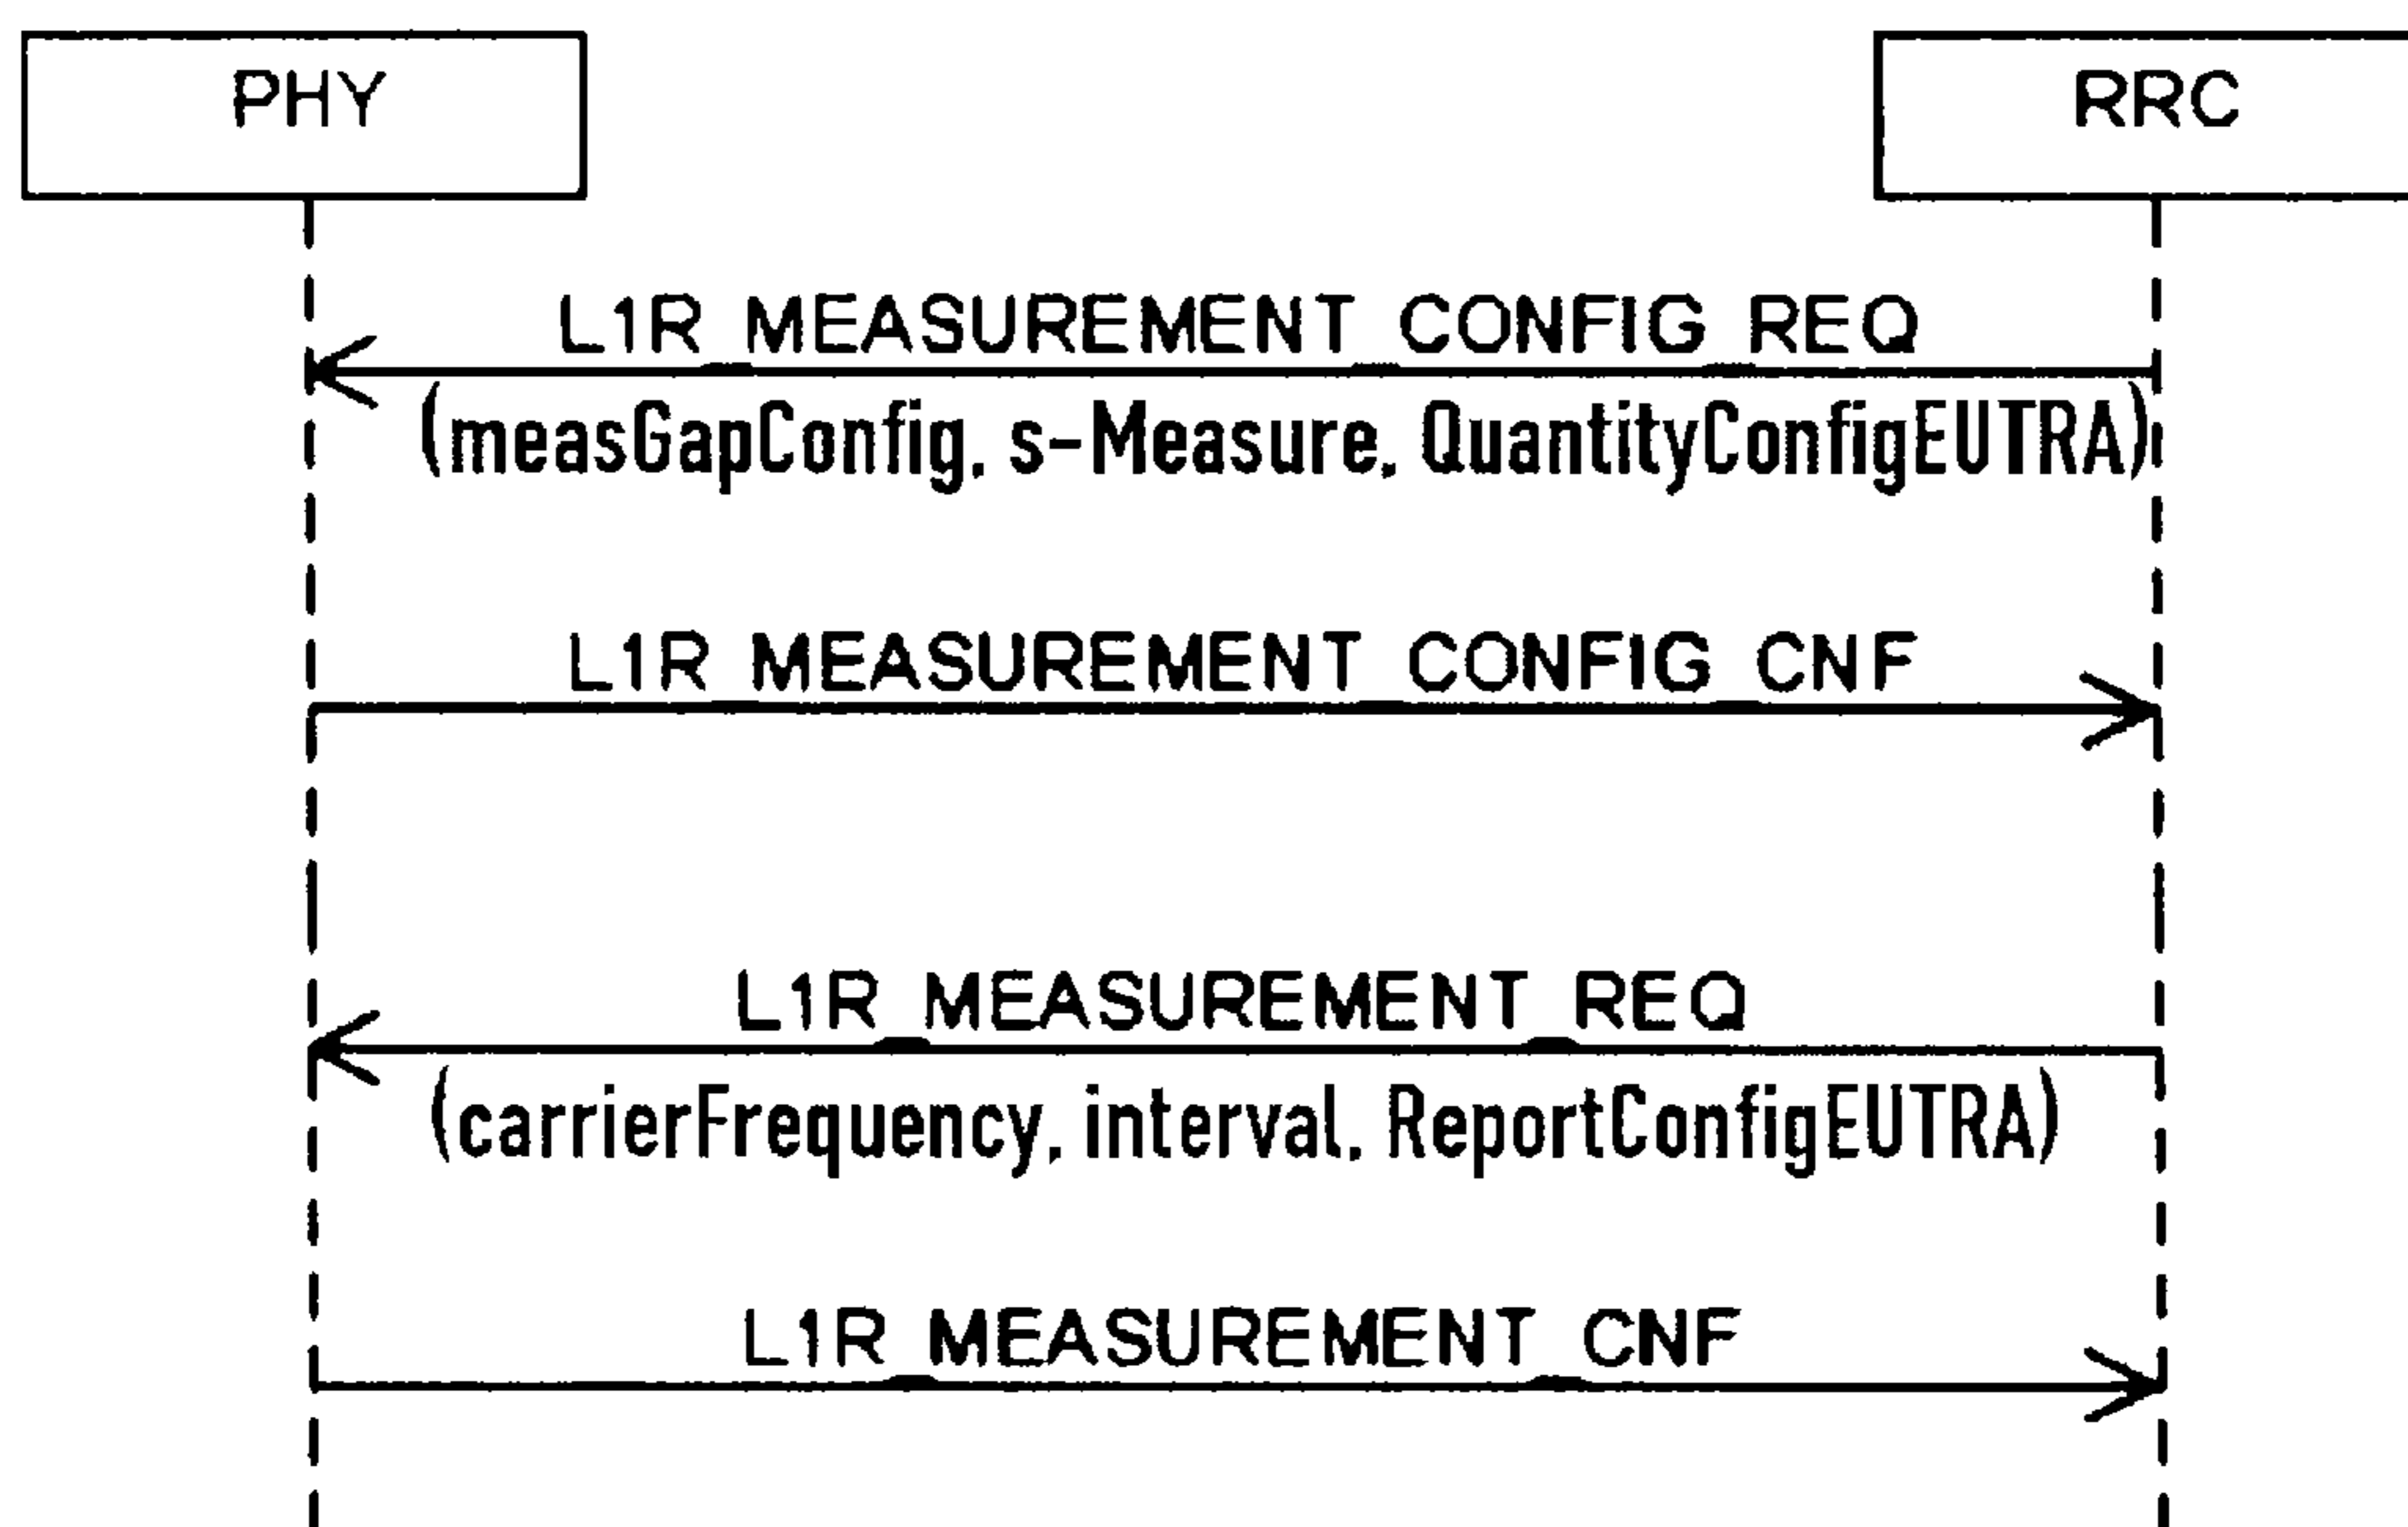 PHY
RRC
L1R_MEASUREMENT_CONFIG_REQ
(measGapConfig, s-Measure, QuantityConfigEUTRA)
L1R_MEASUREMENT_CONFIG_CNF
L1R_MEASUREMENT_REQ
(carrierFrequency, interval, ReportConfigEUTRA)
L1R_MEASUREMENT_CNF